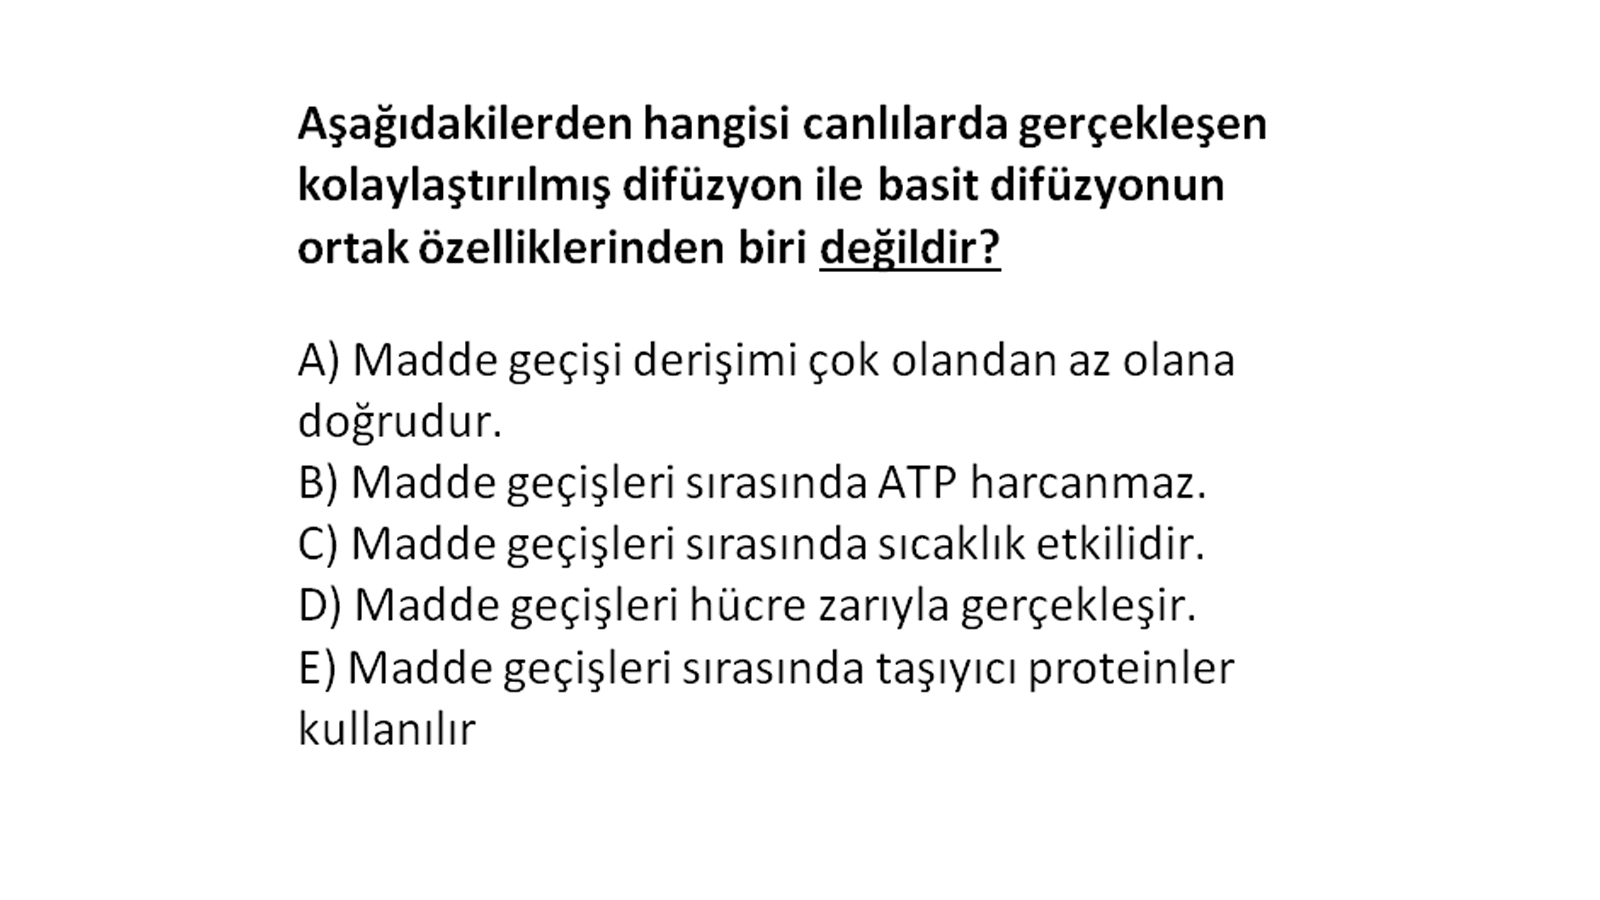 Aşağıdakilerden hangisi canlılarda gerçekleşen
kolaylaştırılmış difüzyon ile basit difüzyonun
ortak özelliklerinden biri değildir?
A) Madde geçişi derişimi çok olandan az olana
doğrudur.
B) Madde geçişleri sırasında ATP harcanmaz.
C) Madde geçişleri sırasında sıcaklık etkilidir.
D) Madde geçişleri hücre zarıyla gerçekleşir.
E) Madde geçişleri sırasında taşıyıcı proteinler
kullanılır